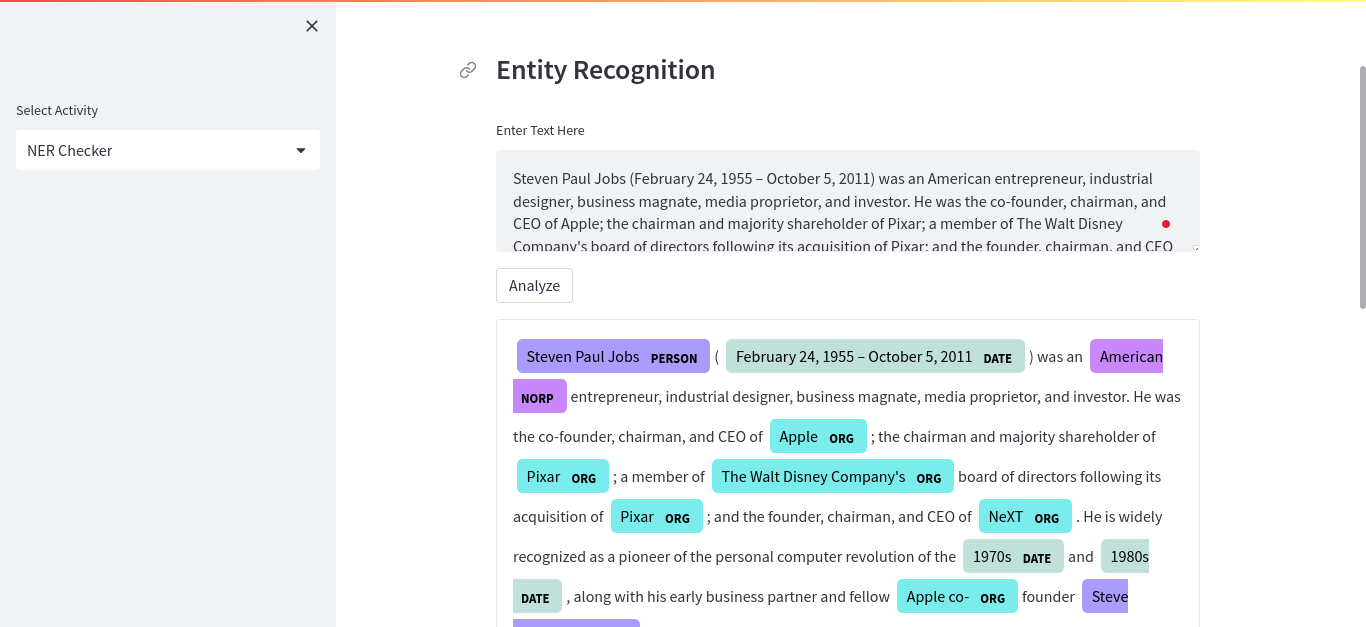 Select Activity
NER Checker
Entity Recognition
Enter Text Here
Steven Paul Jobs (February 24, 1955 – October 5, 2011) was an American entrepreneur, industrial
designer, business magnate, media proprietor, and investor. He was the co-founder, chairman, and
CEO of Apple; the chairman and majority shareholder of Pixar; a member of The Walt Disney
Company's board of directors following its acquisition of Pixar; and the founder, chairman, and CEO
Analyze
Steven Paul Jobs PERSON ( February 24, 1955 – October 5, 2011 DATE ) was an American
NORP entrepreneur, industrial designer, business magnate, media proprietor, and investor. He was
the co-founder, chairman, and CEO of Apple ORG ; the chairman and majority shareholder of
Pixar ORG ; a member of The Walt Disney Company's ORG board of directors following its
acquisition of Pixar ORG ; and the founder, chairman, and CEO of NeXT ORG . He is widely
recognized as a pioneer of the personal computer revolution of the 1970s DATE and 1980s
DATE , along with his early business partner and fellow Apple co- ORG founder Steve